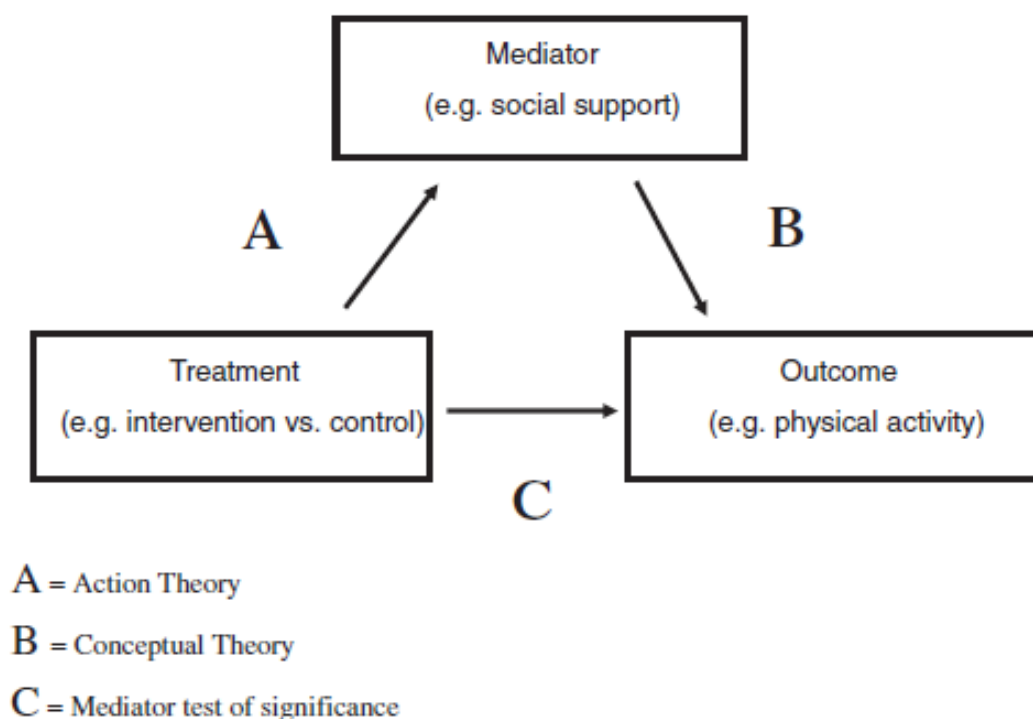 Mediator
(e.g. social support)
A
B
Treatment
(e.g. intervention vs. control)
Outcome
(e.g. physical activity)
C
A = Action Theory
B = Conceptual Theory
C = Mediator test of significance